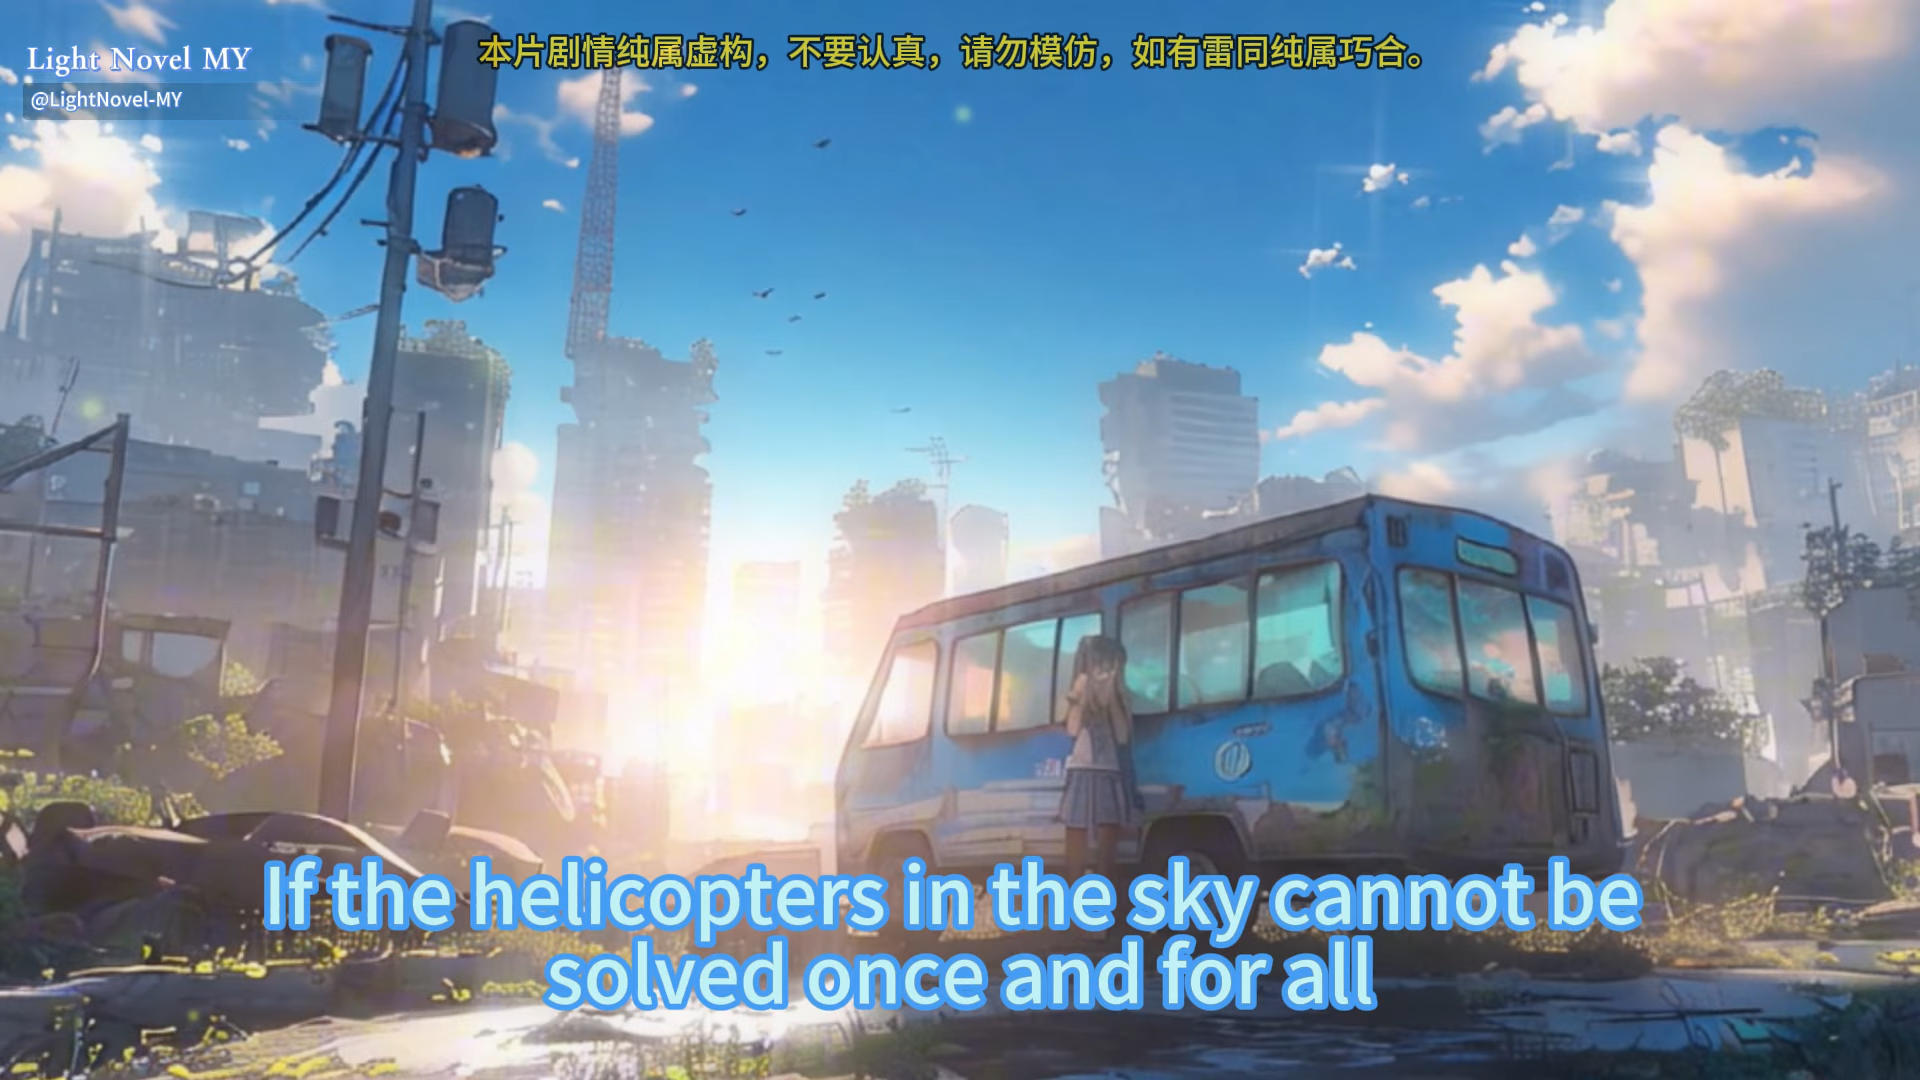 Light Novel MY
@LightNovel-MY
本片剧情纯属虚构，不要认真，请勿模仿，如有雷同纯属巧合。
If the helicopters in the sky cannot be
solved once and for all